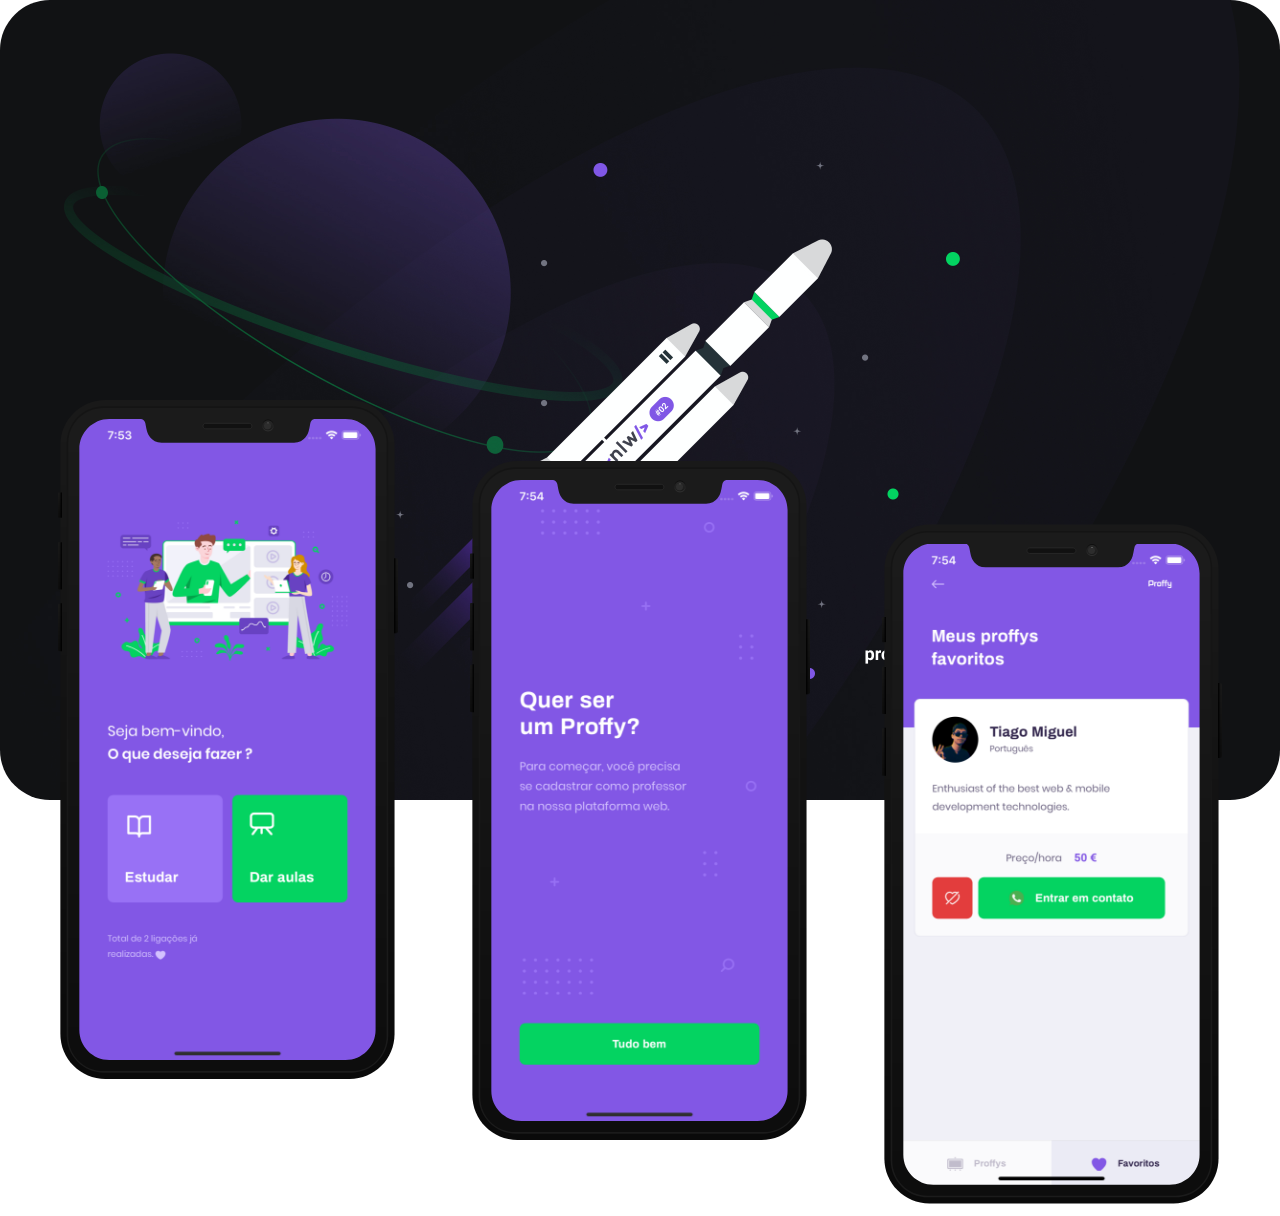 nlw/>
#02
pro
7:53
Seja bem-vindo,
O que deseja fazer ?
Estudar
Dar aulas
Total de 2 ligações já
realizadas.
7:54
Quer ser
um Proffy?
Para começar, você precisa
se cadastrar como professor
na nossa plataforma web.
Tudo bem
7:54
Proffy
Meus proffys
favoritos
Tiago Miguel
Português
Enthusiast of the best web & mobile
development technologies.
Preço/hora 50 €
Entrar em contato
Proffys
Favoritos